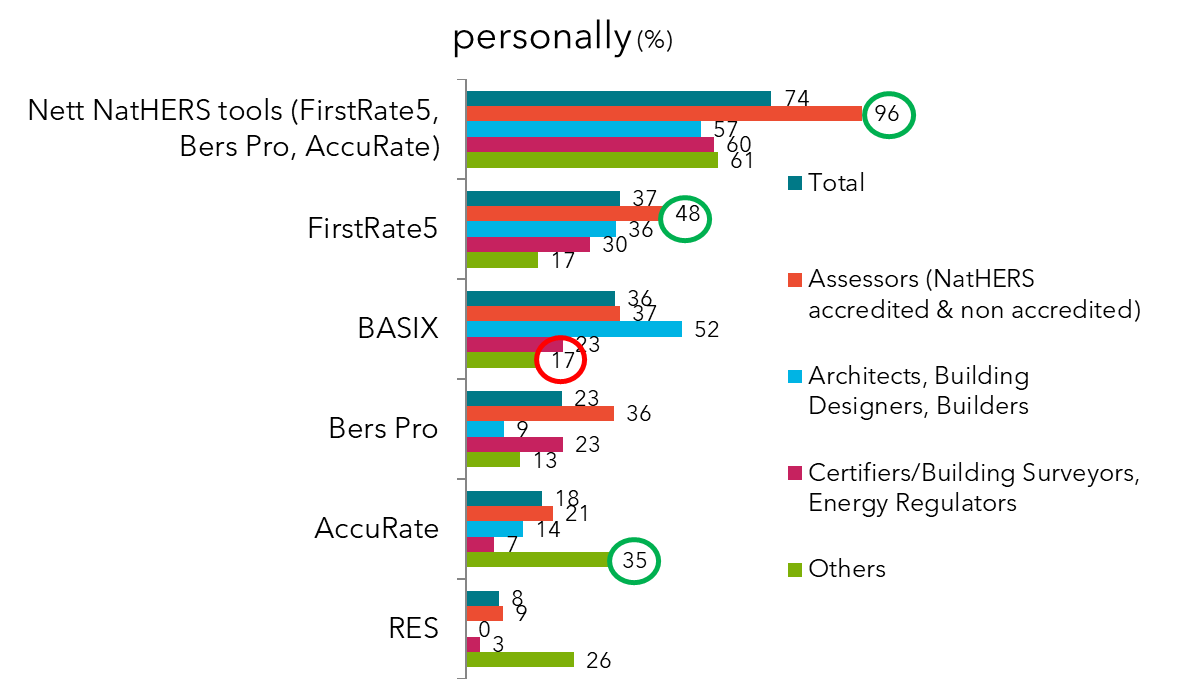 personally (%)
Nett NatHERS tools (FirstRate5,
Bers Pro, AccuRate)
74
96
57
60
61
FirstRate5
37
48
36
30
17
BASIX
36
37
52
23
17
Bers Pro
23
36
9
23
13
AccuRate
18
21
14
7
35
RES
8
9
0
3
26
Total
Assessors (NatHERS
accredited & non accredited)
Architects, Building
Designers, Builders
Certifiers/Building Surveyors,
Energy Regulators
Others